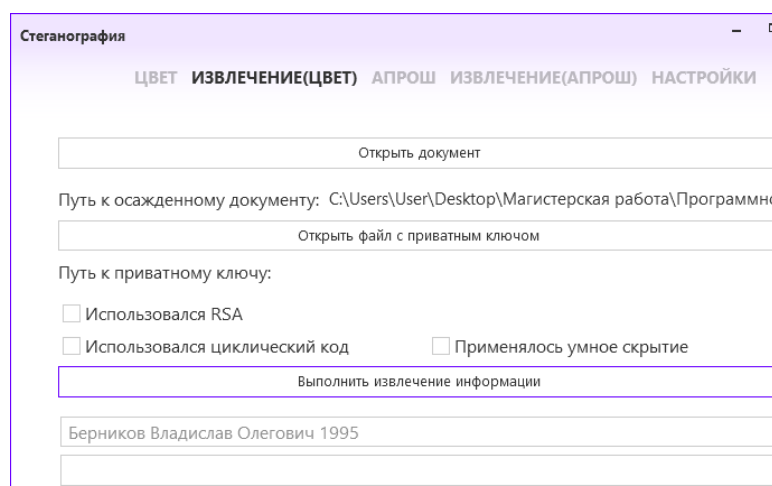 Стеганография
ЦВЕТ ИЗВЛЕЧЕНИЕ(ЦВЕТ) АПРОШ ИЗВЛЕЧЕНИЕ(АПРОШ) НАСТРОЙКИ
Открыть документ
Путь к осажденному документу: C:\Users\User\Desktop\Магистерская работа\Программно
Открыть файл с приватным ключом
Путь к приватному ключу:
Использовался RSA
Использовался циклический код Применялось умное скрытие
Выполнить извлечение информации
Берников Владислав Олегович 1995